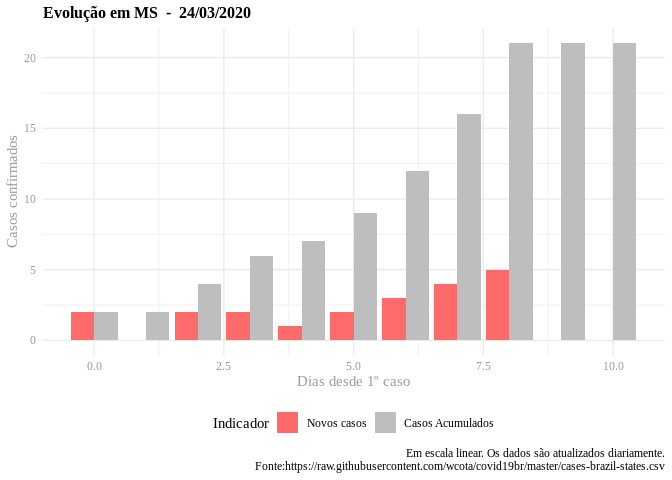 Evolução em MS  -  24/03/2020
Casos confirmados
20
15
10
5
0
0.0 2.5 5.0 7.5 10.0
Dias desde 1º caso
Indicador Novos casos Casos Acumulados
Em escala linear. Os dados são atualizados diariamente.
Fonte:https://raw.githubusercontent.com/wcota/covid19br/master/cases-brazil-states.csv